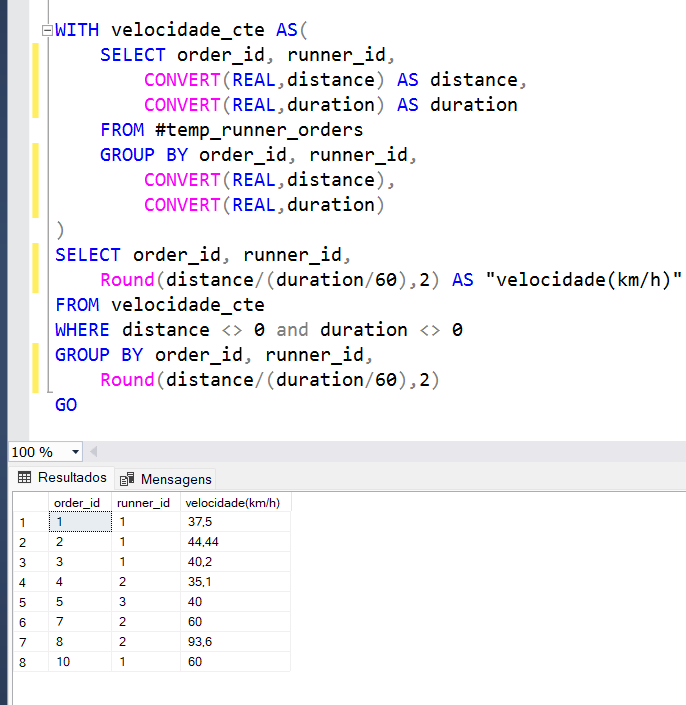 WITH velocidade_cte AS(
SELECT order_id, runner_id,
CONVERT(REAL,distance) AS distance,
CONVERT(REAL,duration) AS duration
FROM #temp_runner_orders
GROUP BY order_id, runner_id,
CONVERT(REAL,distance),
CONVERT(REAL,duration)
)
SELECT order_id, runner_id,
Round(distance/(duration/60),2) AS "velocidade(km/h)"
FROM velocidade_cte
WHERE distance <> 0 and duration <> 0
GROUP BY order_id, runner_id,
Round(distance/(duration/60),2)
GO
100 %
Resultados Mensagens
order_id runner_id velocidade(km/h)
1 1 1 37,5
2 2 1 44,44
3 3 1 40,2
4 4 2 35,1
5 5 3 40
6 7 2 60
7 8 2 93,6
8 10 1 60